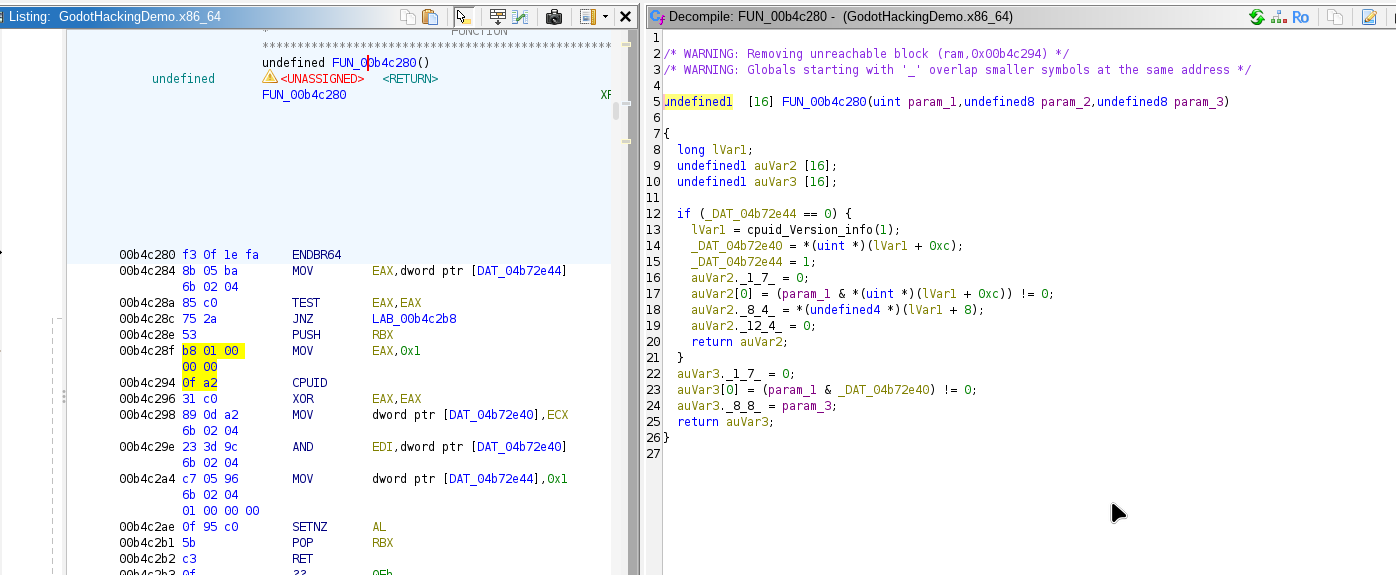 Listing: GodotHackingDemo.x86_64
FUNCTION
*****************************************************
undefined FUN_00b4c280()
undefined <UNASSIGNED> <RETURN>
FUN_00b4c280 XR
00b4c280 f3 0f 1e fa ENDBR64
00b4c284 8b 05 ba MOV EAX,dword ptr [DAT_04b72e44]
6b 02 04
00b4c28a 85 c0 TEST EAX,EAX
00b4c28c 75 2a JNZ LAB_00b4c2b8
00b4c28e 53 PUSH RBX
00b4c28f b8 01 00 MOV EAX,0x1
00 00
00b4c294 0f a2 CPUID
00b4c296 31 c0 XOR EAX,EAX
00b4c298 89 0d a2 MOV dword ptr [DAT_04b72e40],ECX
6b 02 04
00b4c29e 23 3d 9c AND EDI,dword ptr [DAT_04b72e40]
6b 02 04
00b4c2a4 c7 05 96 MOV dword ptr [DAT_04b72e44],0x1
6b 02 04
01 00 00 00
00b4c2ae 0f 95 c0 SETNZ AL
00b4c2b1 5b POP RBX
00b4c2b2 c3 RET
00b4c2b3 0f ?? 0Fh
Decompile: FUN_00b4c280 - (GodotHackingDemo.x86_64)
Ro
1
2 /* WARNING: Removing unreachable block (ram,0x00b4c294) */
3 /* WARNING: Globals starting with '_' overlap smaller symbols at the same address */
4
5 undefined1 [16] FUN_00b4c280(uint param_1,undefined8 param_2,undefined8 param_3)
6
7 {
8 long lVar1;
9 undefined1 auVar2 [16];
10 undefined1 auVar3 [16];
11
12 if (_DAT_04b72e44 == 0) {
13 lVar1 = cpuid_Version_info(1);
14 _DAT_04b72e40 = *(uint *)(lVar1 + 0xc);
15 _DAT_04b72e44 = 1;
16 auVar2._1_7_ = 0;
17 auVar2[0] = (param_1 & *(uint *)(lVar1 + 0xc)) != 0;
18 auVar2._8_4_ = *(undefined4 *)(lVar1 + 8);
19 auVar2._12_4_ = 0;
20 return auVar2;
21 }
22 auVar3._1_7_ = 0;
23 auVar3[0] = (param_1 & _DAT_04b72e40) != 0;
24 auVar3._8_8_ = param_3;
25 return auVar3;
26 }
27